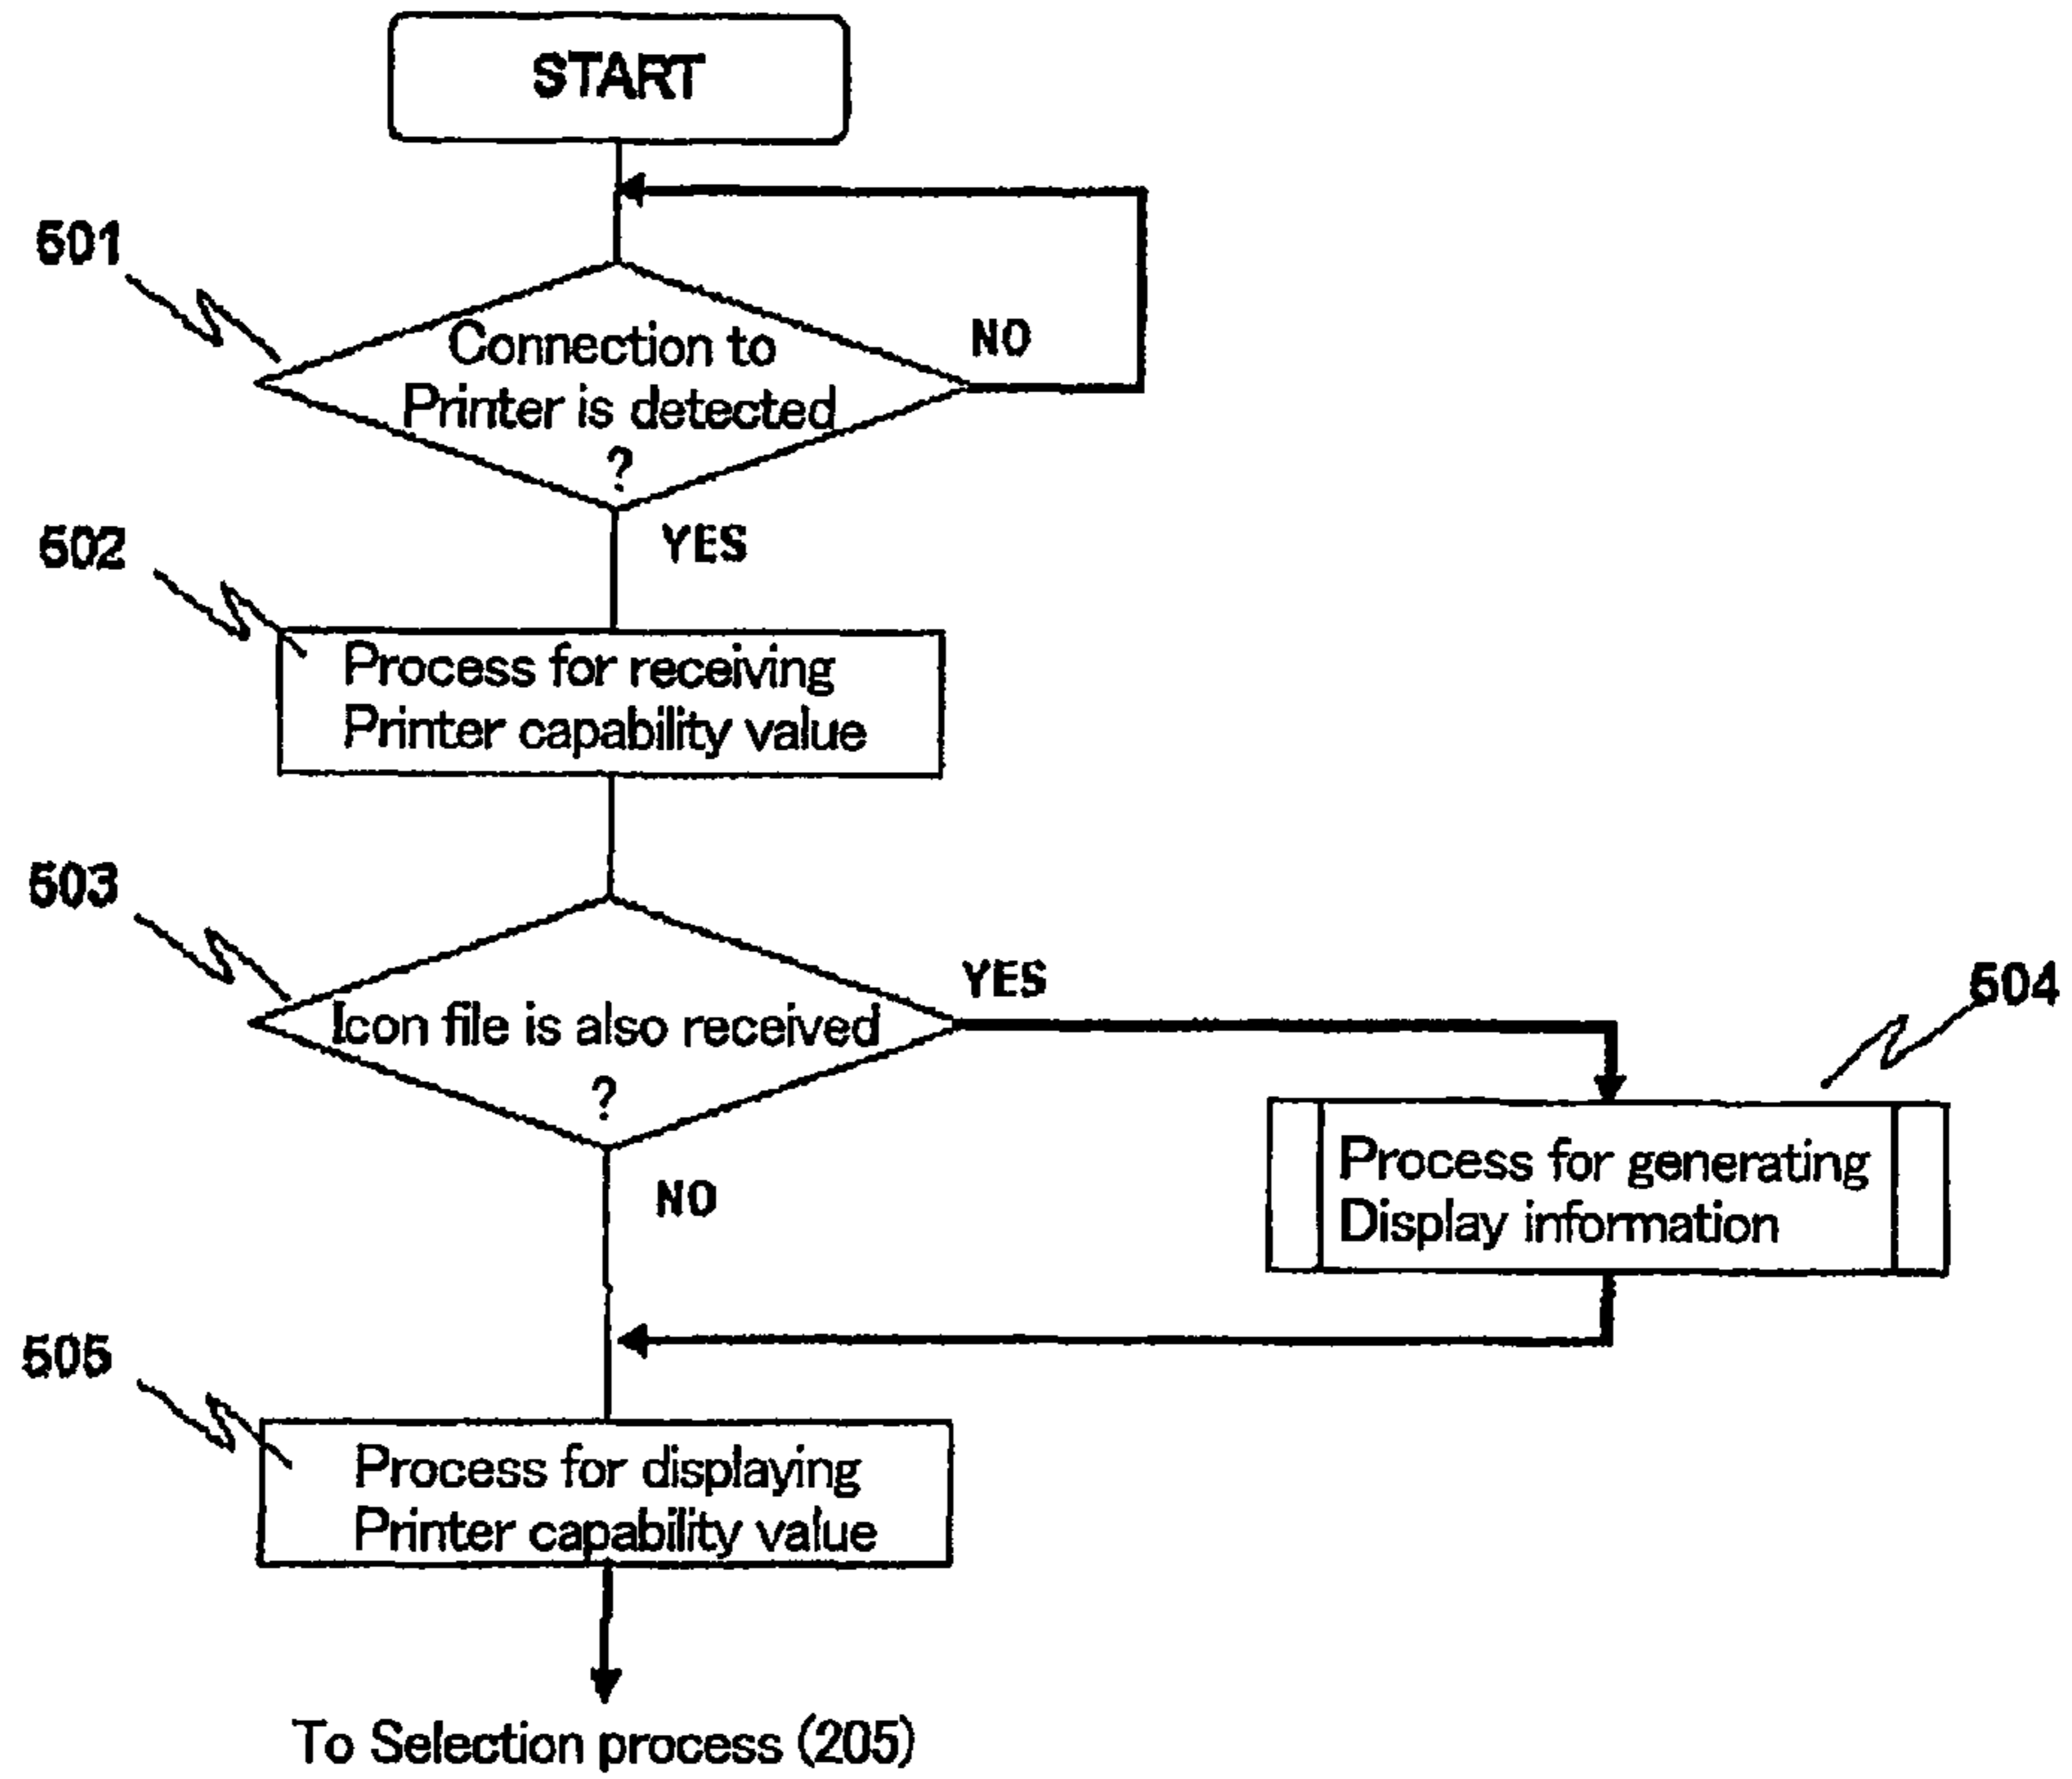 START
501
Connection to
Printer is detected
?
NO
YES
502
Process for receiving
Printer capability value
503
Icon file is also received
?
YES
504
Process for generating
Display information
NO
505
Process for displaying
Printer capability value
To Selection process (205)